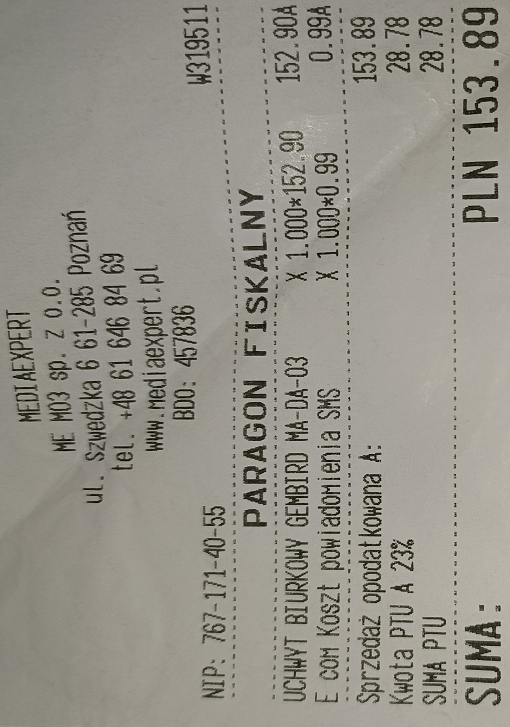 MEDIAEXPERT
ME M03 sp. z o.o.
ul. Szwedzka 6 61-285 Poznań
tel. +48 61 646 84 69
www.mediaexpert.pl
BDO: 457836
NIP: 767-171-40-55 W319511
PARAGON FISKALNY
UCHWYT BIURKOWY GEMBIRD MA-DA-03 X 1.000*152.90 152.90A
E COM Koszt powiadomienia SMS X 1.000*0.99 0.99A
Sprzedaż opodatkowana A: 153.89
Kwota PTU A 23% 28.78
SUMA PTU 28.78
SUMA: PLN 153.89